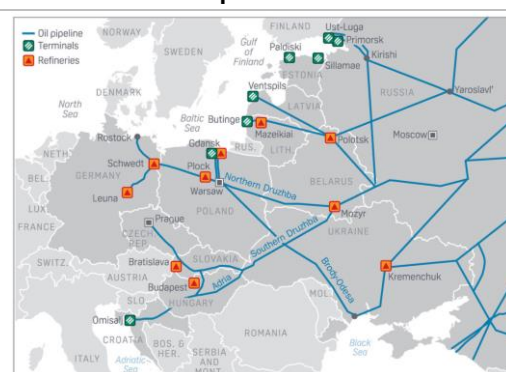 Oil pipeline
Terminals
Refineries
NORWAY
SWEDEN
FINLAND
Gulf
of
Finland
Ust-Luga
Primorsk
Paldiski
Sillamae
Kirishi
ESTONIA
Ventspils
LATVIA
RUSSIA
Yaroslavl'
DENMARK
North
Sea
Baltic
Sea
Butinge
Mazeikiai
Polotsk
Moscow
Rostock
Gdansk
RUS.
LITH.
NETH.
Schwedt
Plock
Warsaw
Northern Druzhba
BELARUS
BEL.
GERMANY
Leuna
POLAND
Mozyr
LUX.
FRANCE
Prague
CZECH
REP.
Southern Druzhba
UKRAINE
SLOVAKIA
Kremenchuk
SWITZ.
Bratislava
AUSTRIA
Adria
Brody-Odesa
Budapest
HUNGARY
MOL.
SLO.
Omisalj
CROATIA
ROMANIA
BOS. &
HER.
SERBIA
AND
MONT.
ITALY
Adriatic
Sea
Black
Sea